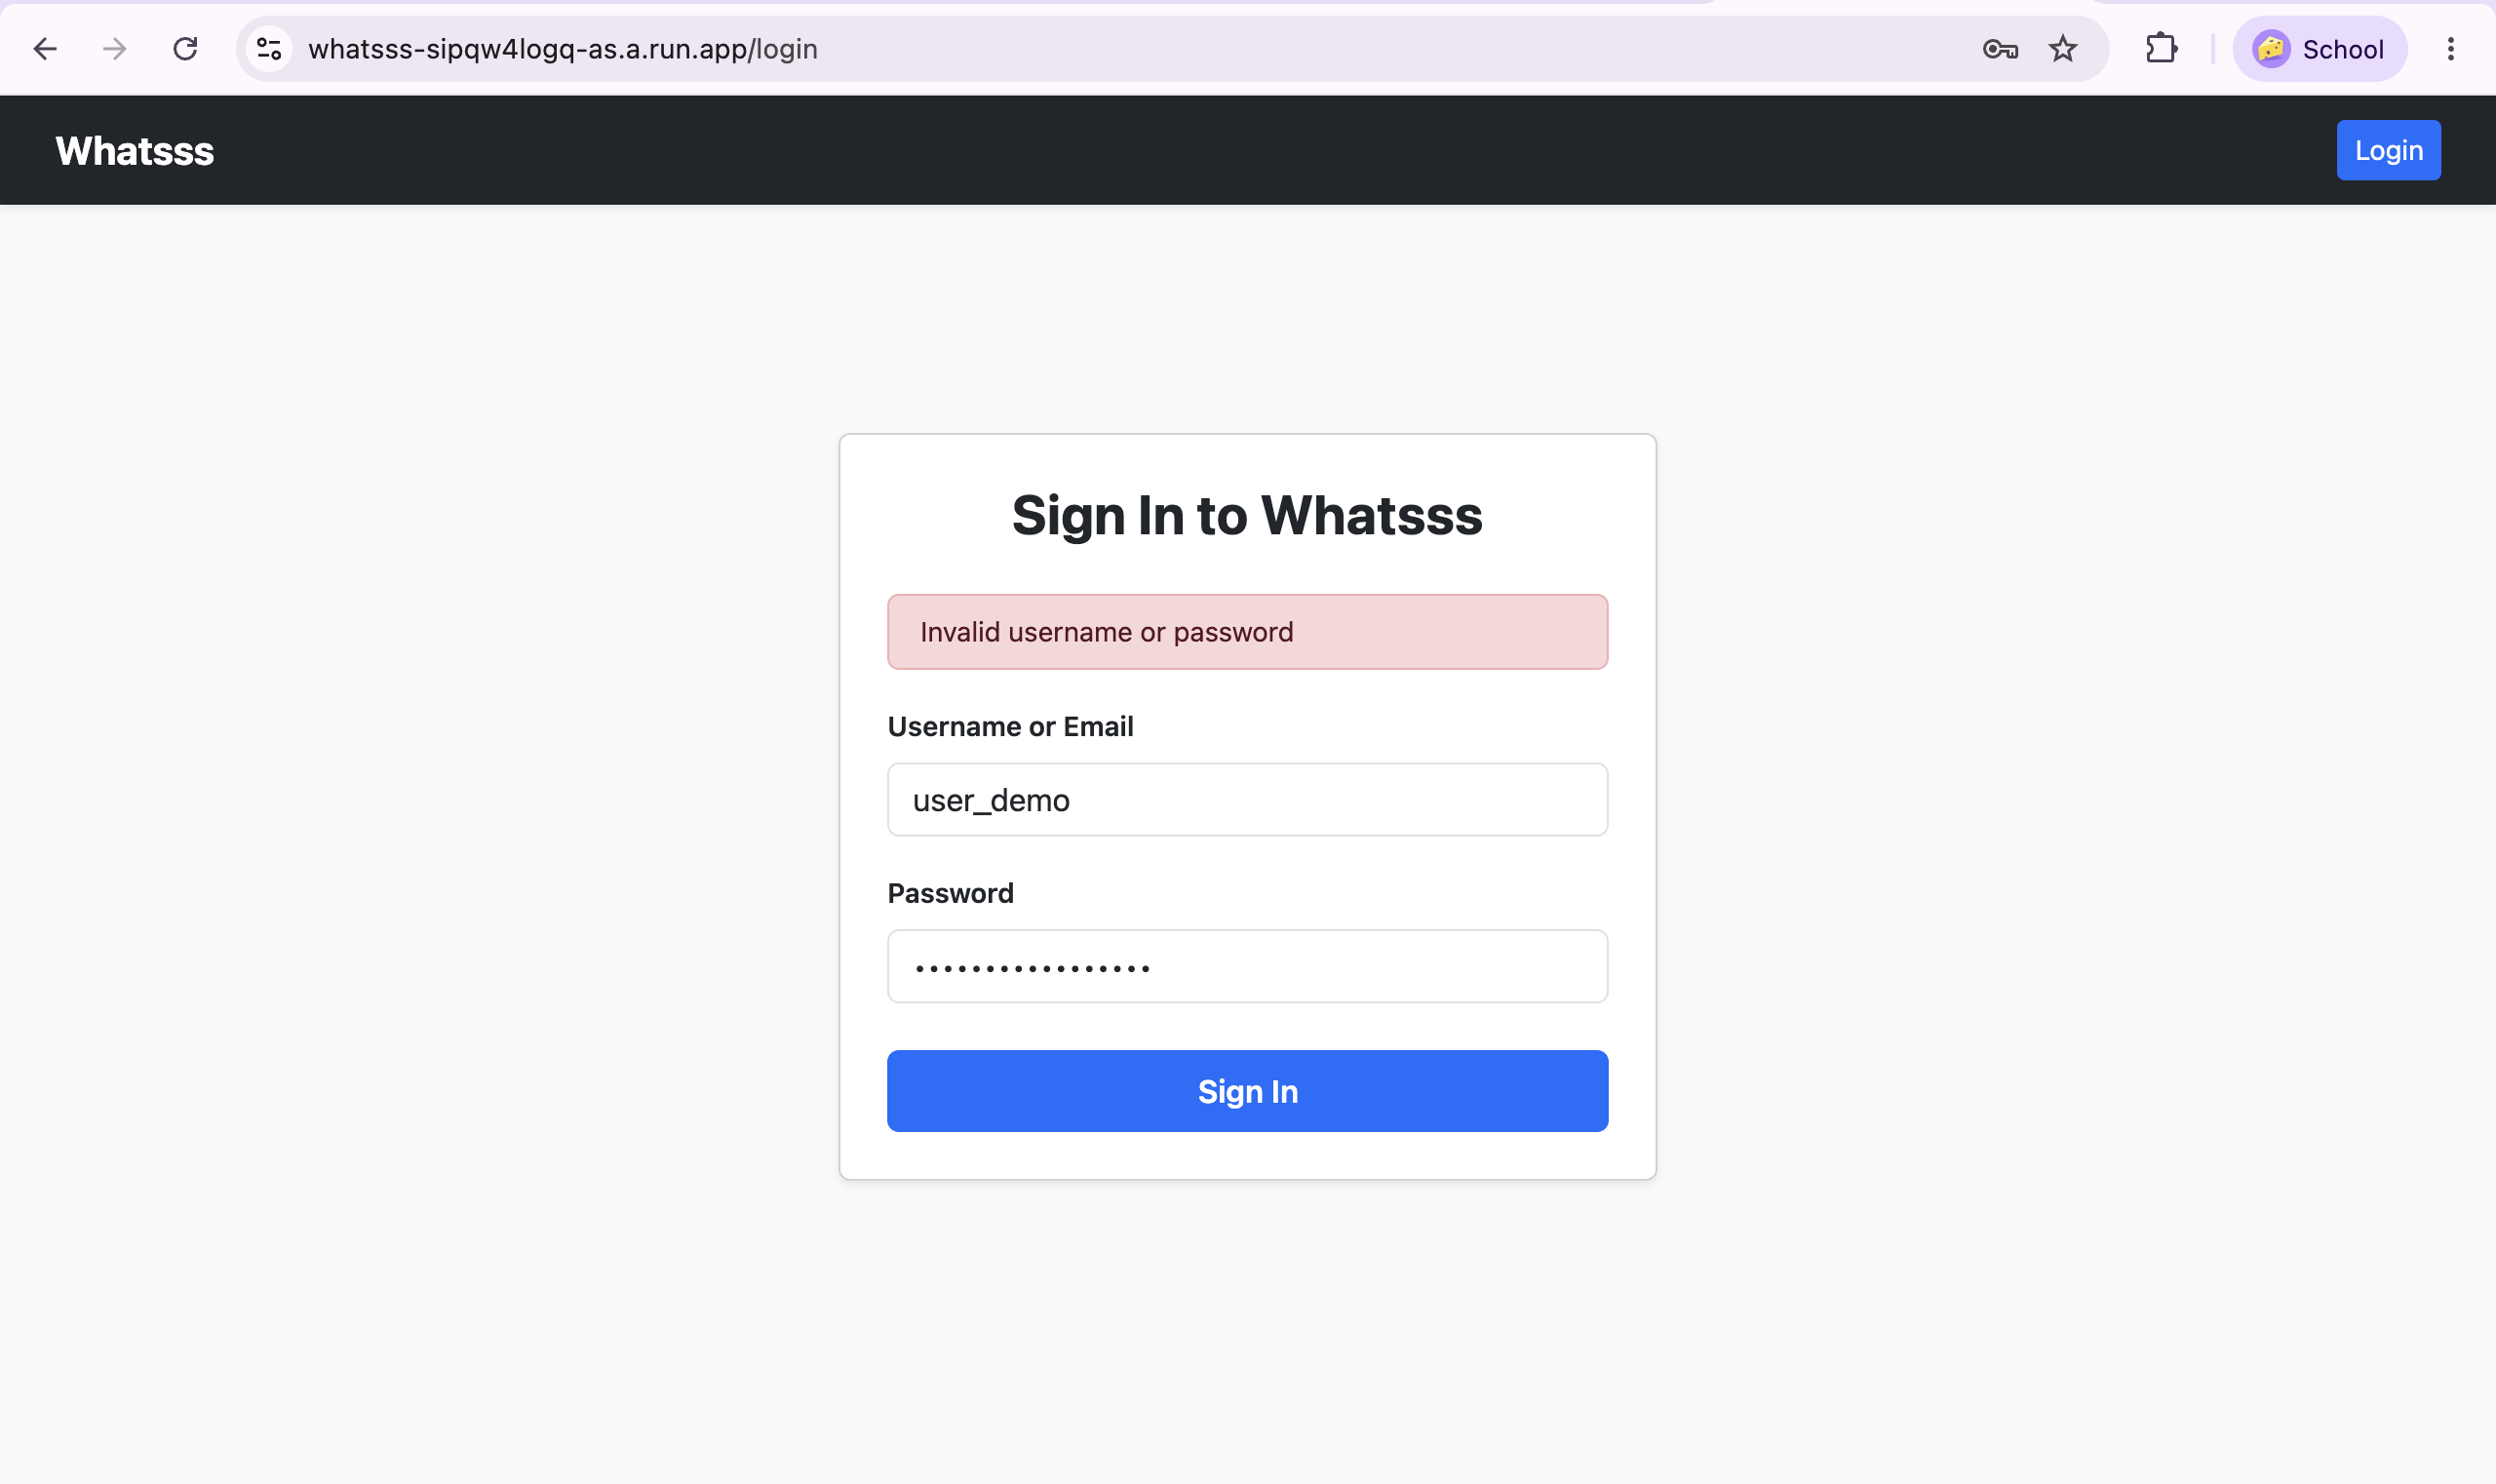 whatsss-sipqw4logq-as.a.run.app/login
School
Whatsss
Login
Sign In to Whatsss
Invalid username or password
Username or Email
user_demo
Password
•••••••••••••••••
Sign In